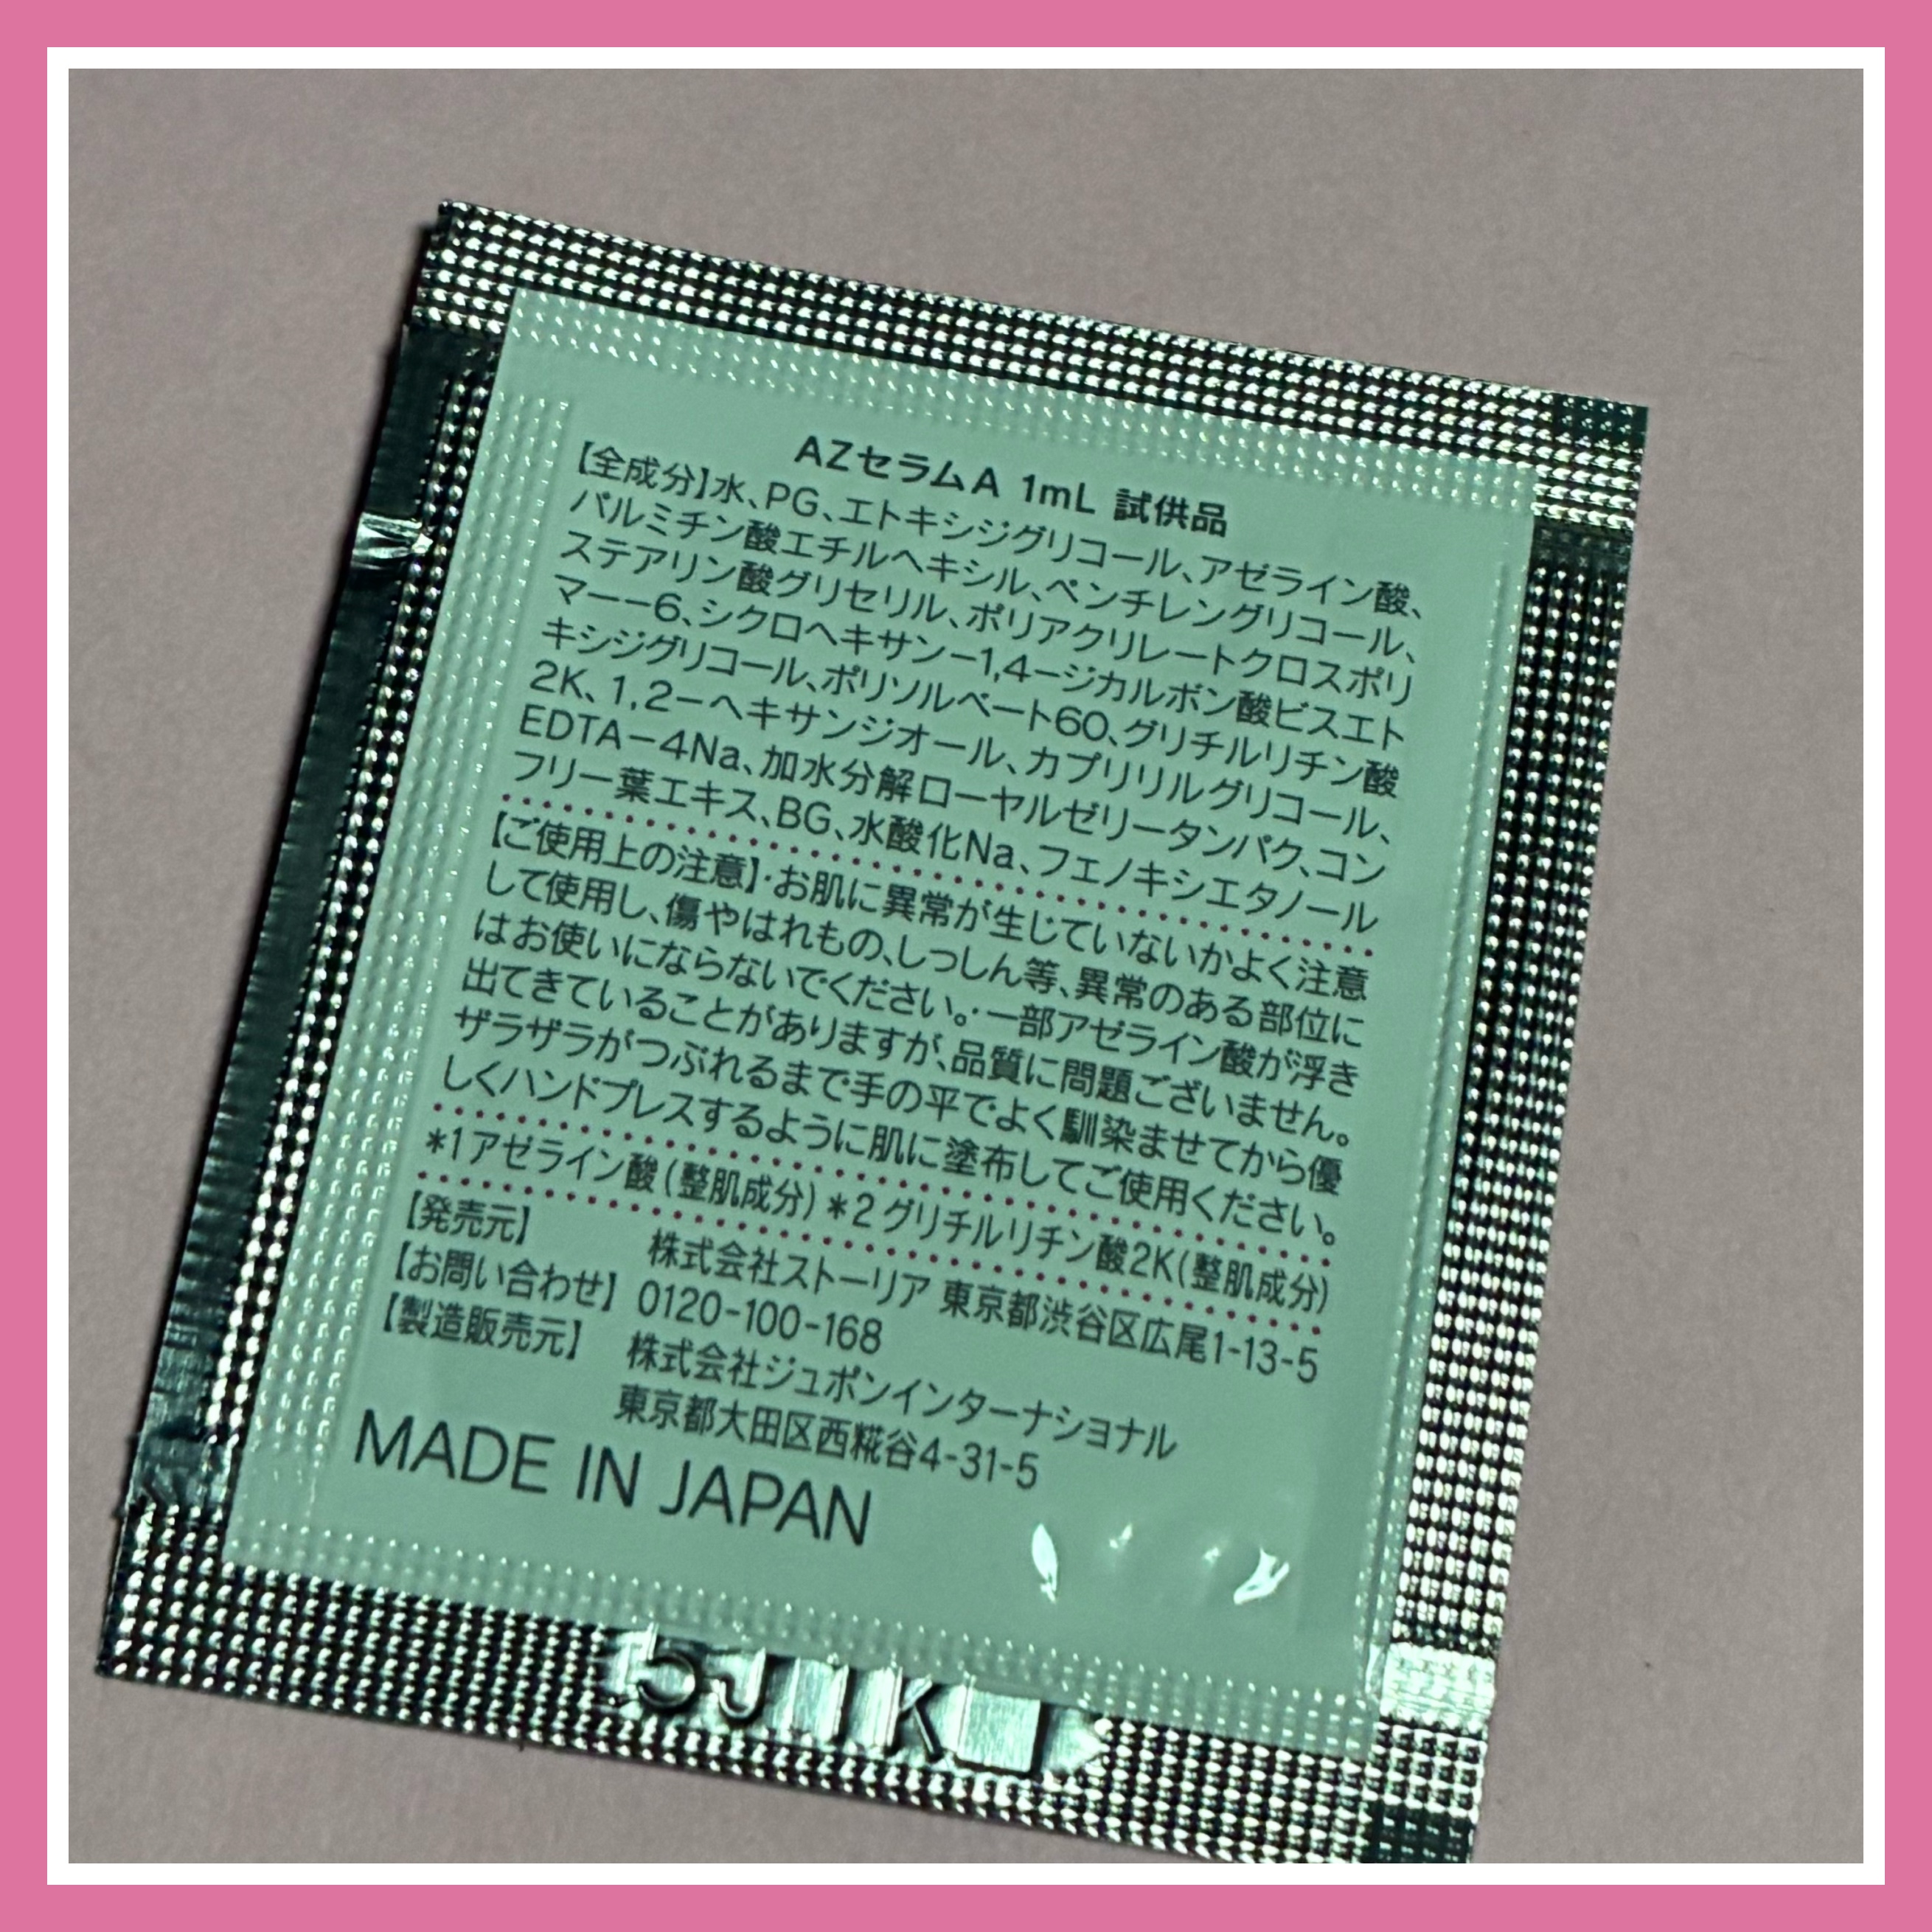 AZセラムA 1mL 試供品
【全成分】水、PG、エトキシジグリコール、アゼライン酸、
パルミチン酸エチルヘキシル、ペンチレングリコール、
ステアリン酸グリセリル、ポリアクリレートクロスポリ
マー－6、シクロヘキサン－1,4－ジカルボン酸ビスエト
キシジグリコール、ポリソルベート60、グリチルリチン酸
2K、1,2－ヘキサンジオール、カプリリルグリコール、
EDTA－4Na、加水分解ローヤルゼリータンパク、コン
フリー葉エキス、BG、水酸化Na、フェノキシエタノール
【ご使用上の注意】・お肌に異常が生じていないかよく注意
して使用し、傷やはれもの、しっしん等、異常のある部位に
はお使いにならないでください。・一部アゼライン酸が浮き
出てきていることがありますが、品質に問題ございません。
ザラザラがつぶれるまで手の平でよく馴染ませてから優
しくハンドプレスするように肌に塗布してご使用ください。
*1アゼライン酸(整肌成分) *2グリチルリチン酸2K(整肌成分)
【発売元】 株式会社ストーリア 東京都渋谷区広尾1-13-5
【お問い合わせ】 0120-100-168
【製造販売元】 株式会社ジュポンインターナショナル
東京都大田区西糀谷4-31-5
MADE IN JAPAN